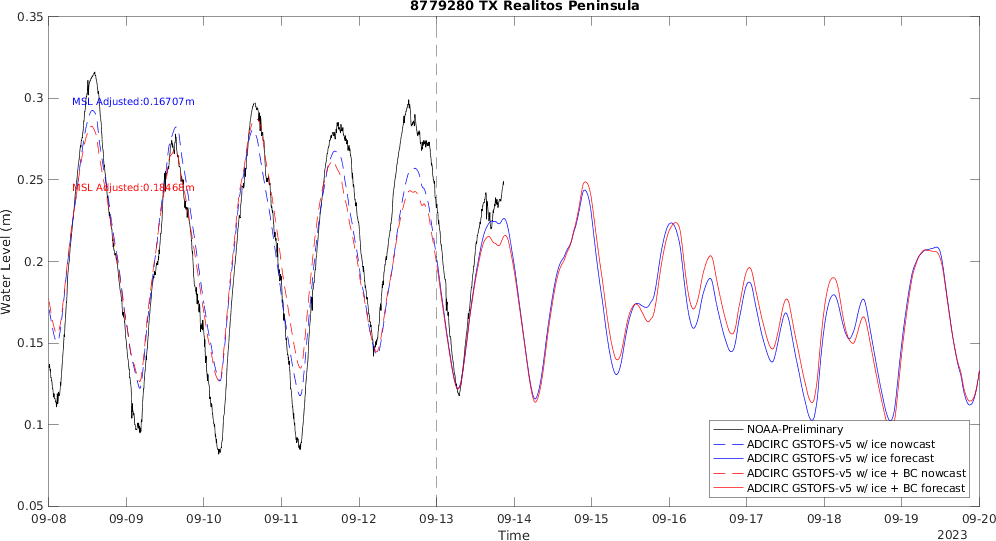 8779280 TX Realitos Peninsula
0.35
0.3
0.25
0.2
0.15
0.1
0.05
Water Level (m)
MSL Adjusted:0.16707m
MSL Adjusted:0.18468m
NOAA-Preliminary
ADCIRC GSTOFS-v5 w/ ice nowcast
ADCIRC GSTOFS-v5 w/ ice forecast
ADCIRC GSTOFS-v5 w/ ice + BC nowcast
ADCIRC GSTOFS-v5 w/ ice + BC forecast
09-08 09-09 09-10 09-11 09-12 09-13 09-14 09-15 09-16 09-17 09-18 09-19 09-20
Time
2023